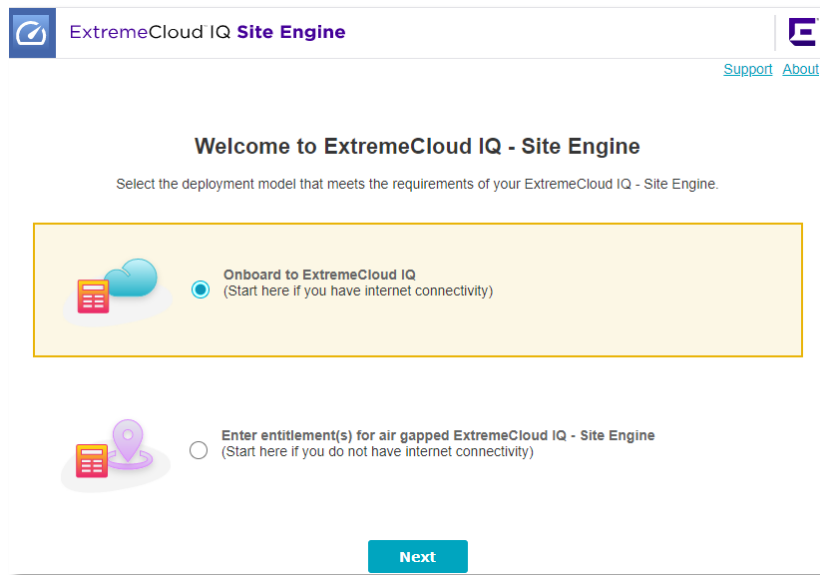 ExtremeCloud™ IQ Site Engine
Support About
Welcome to ExtremeCloud IQ - Site Engine
Select the deployment model that meets the requirements of your ExtremeCloud IQ - Site Engine.
Onboard to ExtremeCloud IQ
(Start here if you have internet connectivity)
Enter entitlement(s) for air gapped ExtremeCloud IQ - Site Engine
(Start here if you do not have internet connectivity)
Next